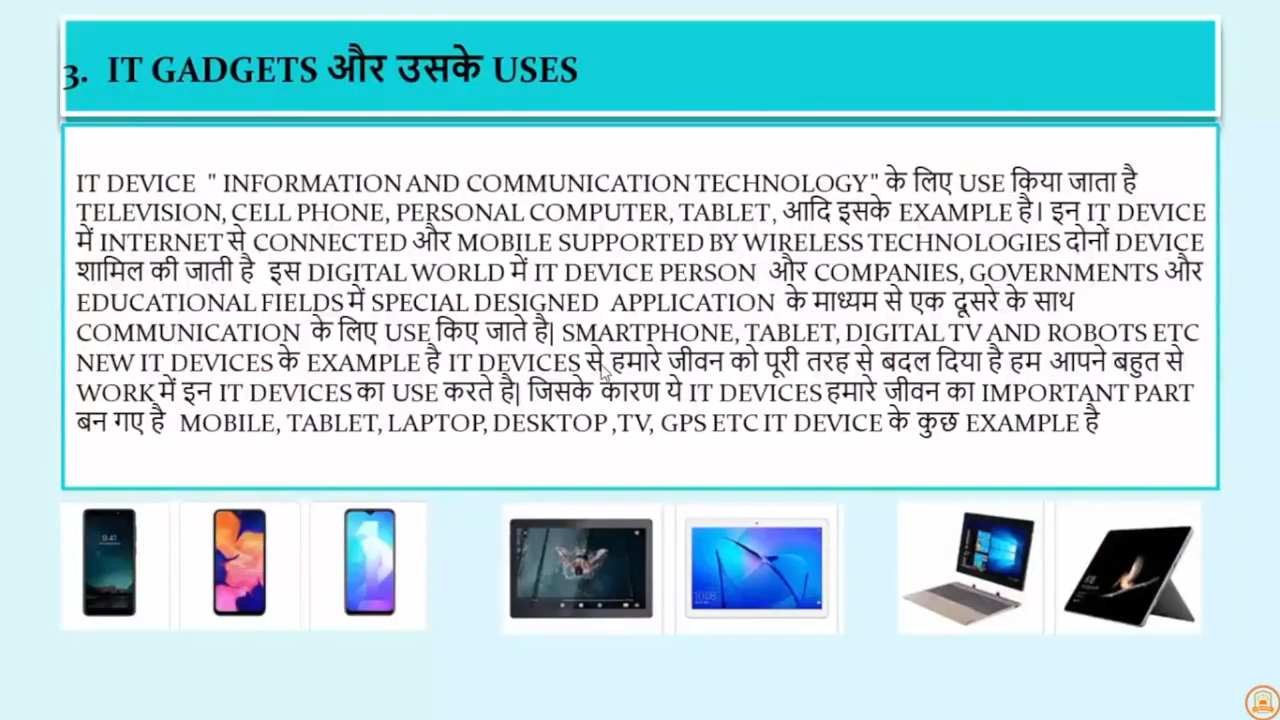 3. IT GADGETS और उसके USES
IT DEVICE " INFORMATION AND COMMUNICATION TECHNOLOGY" के लिए USE किया जाता है
TELEVISION, CELL PHONE, PERSONAL COMPUTER, TABLET, आदि इसके EXAMPLE है। इन IT DEVICE
में INTERNET से CONNECTED और MOBILE SUPPORTED BY WIRELESS TECHNOLOGIES दोनों DEVICE
शामिल की जाती है इस DIGITAL WORLD में IT DEVICE PERSON और COMPANIES, GOVERNMENTS और
EDUCATIONAL FIELDS में SPECIAL DESIGNED APPLICATION के माध्यम से एक दूसरे के साथ
COMMUNICATION के लिए USE किए जाते है| SMARTPHONE, TABLET, DIGITAL TV AND ROBOTS ETC
NEW IT DEVICES के EXAMPLE है IT DEVICES से हमारे जीवन को पूरी तरह से बदल दिया है हम आपने बहुत से
WORK में इन IT DEVICES का USE करते है| जिसके कारण ये IT DEVICES हमारे जीवन का IMPORTANT PART
बन गए है MOBILE, TABLET, LAPTOP, DESKTOP ,TV, GPS ETC IT DEVICE के कुछ EXAMPLE है